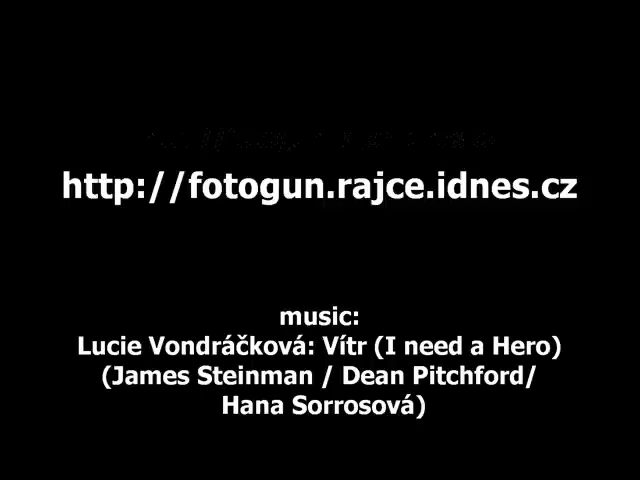 http://fotogun.rajce.idnes.cz
music:
Lucie Vondráčková: Vítr (I need a Hero)
(James Steinman / Dean Pitchford/
Hana Sorrosová)